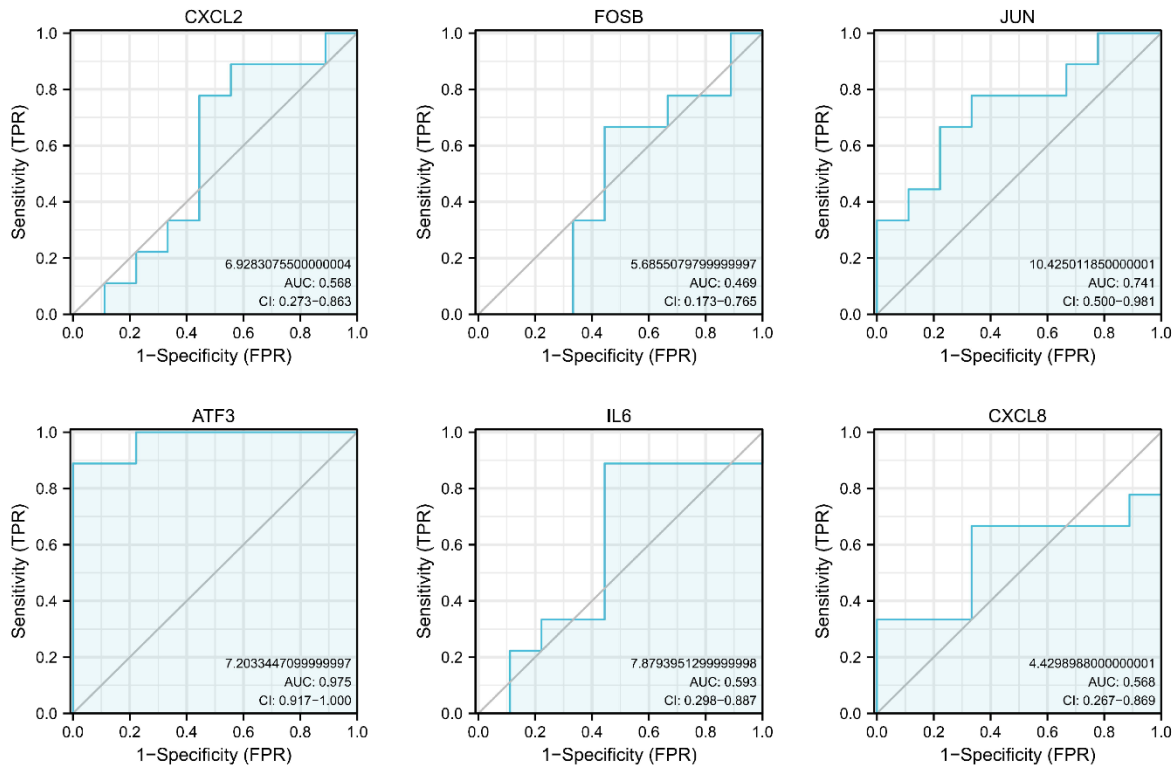 CXCL2
1.0
0.8
0.6
0.4
0.2
0.0
Sensitivity (TPR)
6.9283075500000004
AUC: 0.568
CI: 0.273−0.863
0.0 0.2 0.4 0.6 0.8 1.0
1−Specificity (FPR)
FOSB
1.0
0.8
0.6
0.4
0.2
0.0
Sensitivity (TPR)
5.6855079799999997
AUC: 0.469
CI: 0.173−0.765
0.0 0.2 0.4 0.6 0.8 1.0
1−Specificity (FPR)
JUN
1.0
0.8
0.6
0.4
0.2
0.0
Sensitivity (TPR)
10.425011850000001
AUC: 0.741
CI: 0.500−0.981
0.0 0.2 0.4 0.6 0.8 1.0
1−Specificity (FPR)
ATF3
1.0
0.8
0.6
0.4
0.2
0.0
Sensitivity (TPR)
7.2033447099999997
AUC: 0.975
CI: 0.917−1.000
0.0 0.2 0.4 0.6 0.8 1.0
1−Specificity (FPR)
IL6
1.0
0.8
0.6
0.4
0.2
0.0
Sensitivity (TPR)
7.8793951299999998
AUC: 0.593
CI: 0.298−0.887
0.0 0.2 0.4 0.6 0.8 1.0
1−Specificity (FPR)
CXCL8
1.0
0.8
0.6
0.4
0.2
0.0
Sensitivity (TPR)
4.4298988000000001
AUC: 0.568
CI: 0.267−0.869
0.0 0.2 0.4 0.6 0.8 1.0
1−Specificity (FPR)